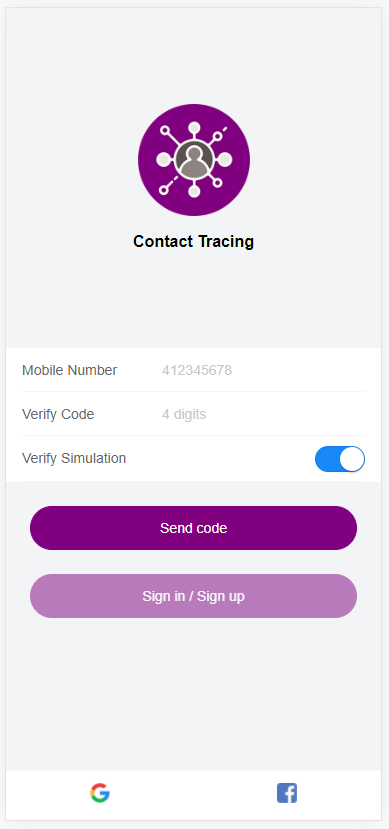 Contact Tracing
Mobile Number 412345678
Verify Code 4 digits
Verify Simulation
Send code
Sign in / Sign up